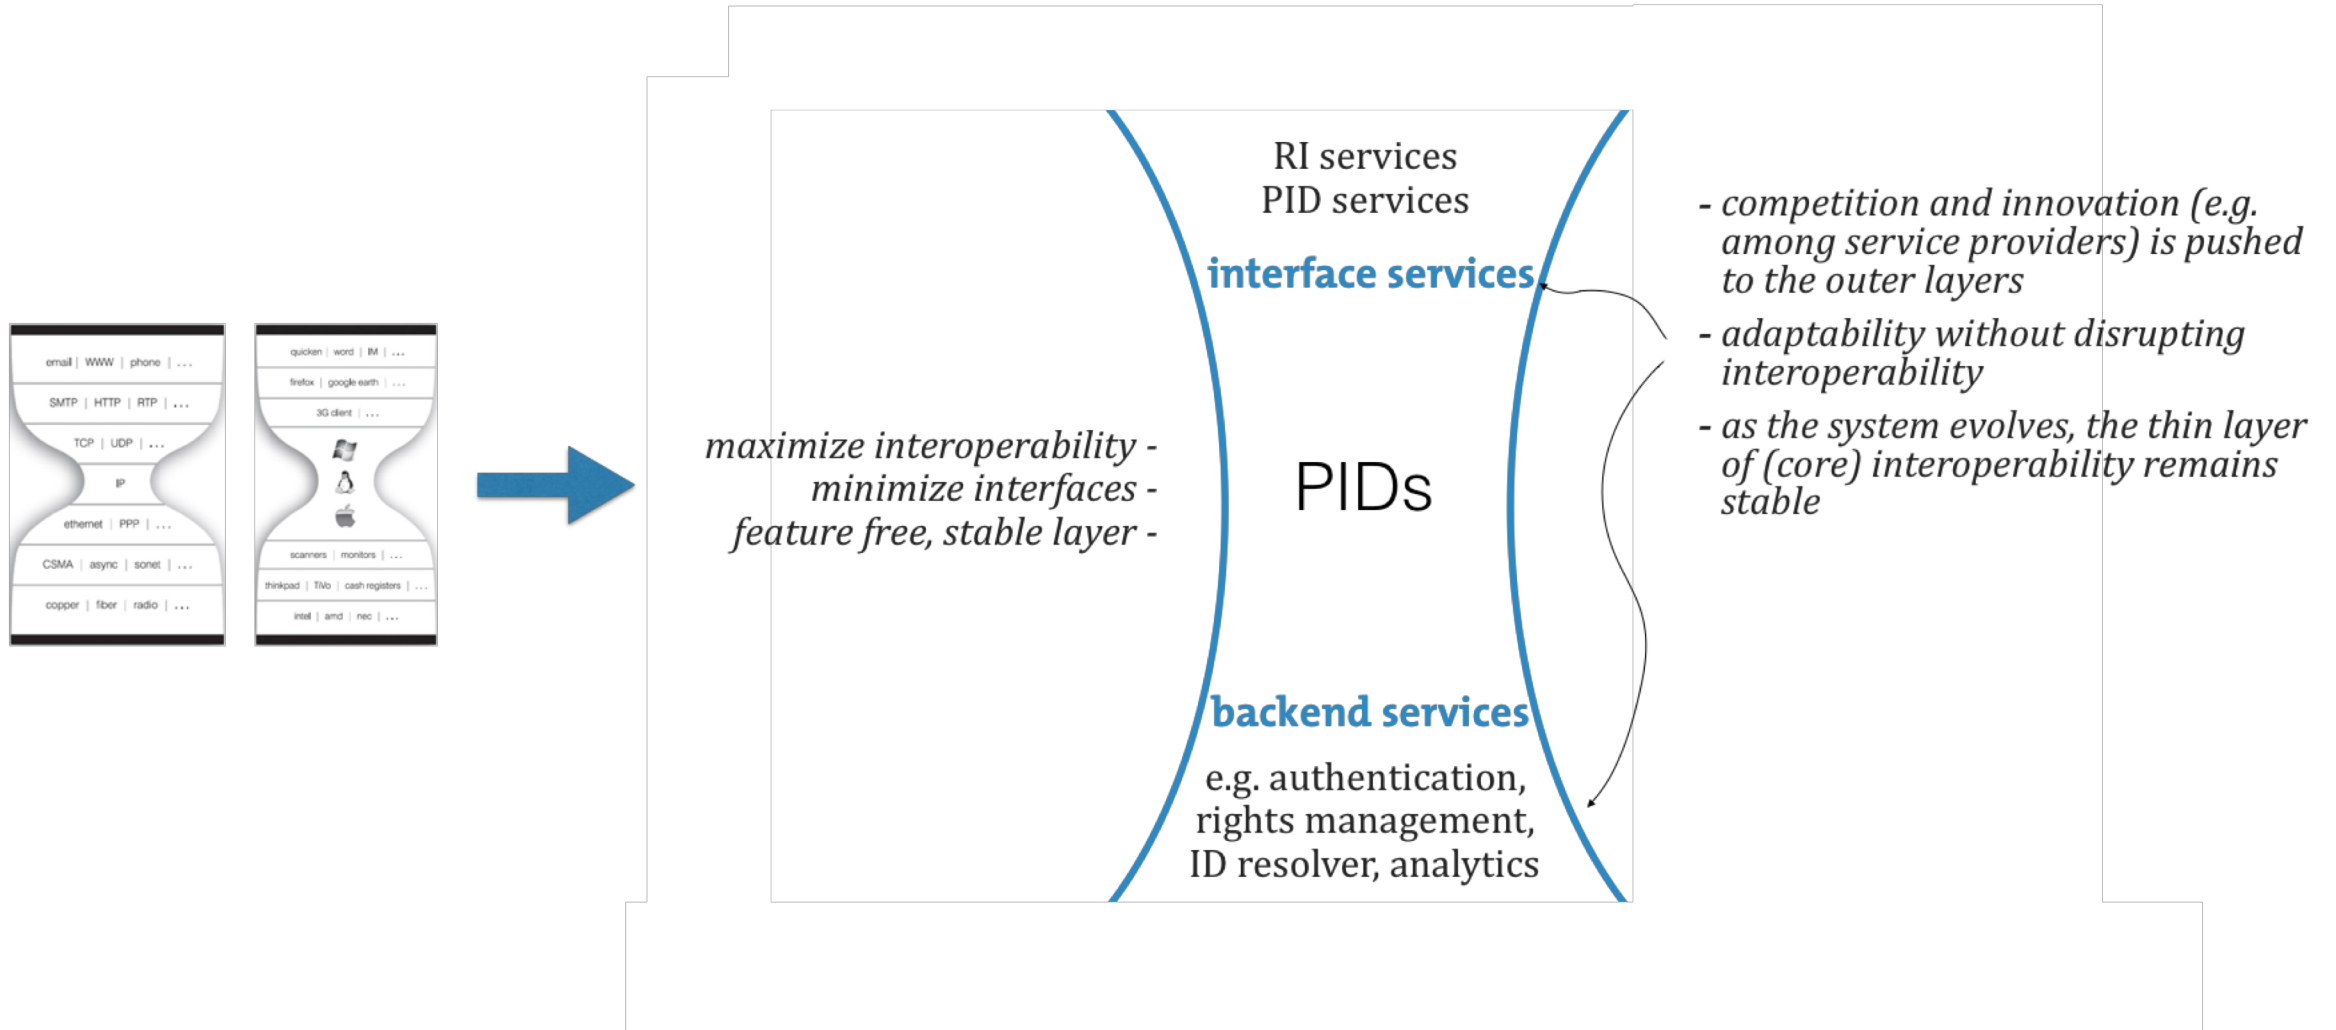 email | WWW | phone | ...
SMTP | HTTP | RTP | ...
TCP | UDP | ...
IP
ethernet | PPP | ...
CSMA | async | sonet | ...
copper | fiber | radio | ...
quicken | word | IM | ...
firefox | google earth | ...
3G client | ...
scanners | monitors | ...
thinkpad | TiVo | cash registers | ...
intel | amd | nec | ...
maximize interoperability -
minimize interfaces -
feature free, stable layer -
RI services
PID services
interface services
PIDs
backend services
e.g. authentication,
rights management,
ID resolver, analytics
- competition and innovation (e.g.
among service providers) is pushed
to the outer layers
- adaptability without disrupting
interoperability
- as the system evolves, the thin layer
of (core) interoperability remains
stable